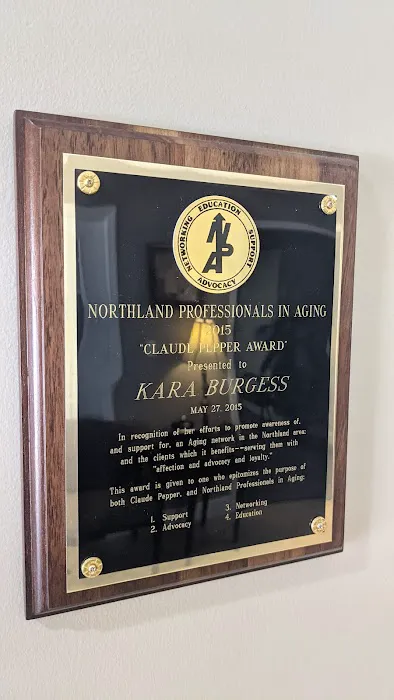 NETWORKING EDUCATION SUPPORT
NPA
ADVOCACY
NORTHLAND PROFESSIONALS IN AGING
2015
"CLAUDE PEPPER AWARD"
Presented to
KARA BURGESS
MAY 27, 2015
In recognition of her efforts to promote awareness of,
and support for, an Aging network in the Northland area;
and the clients which it benefits--serving them with
"affection and advocacy and loyalty."
This award is given to one who epitomizes the purpose of
both Claude Pepper, and Northland Professionals in Aging:
1. Support
2. Advocacy
3. Networking
4. Education